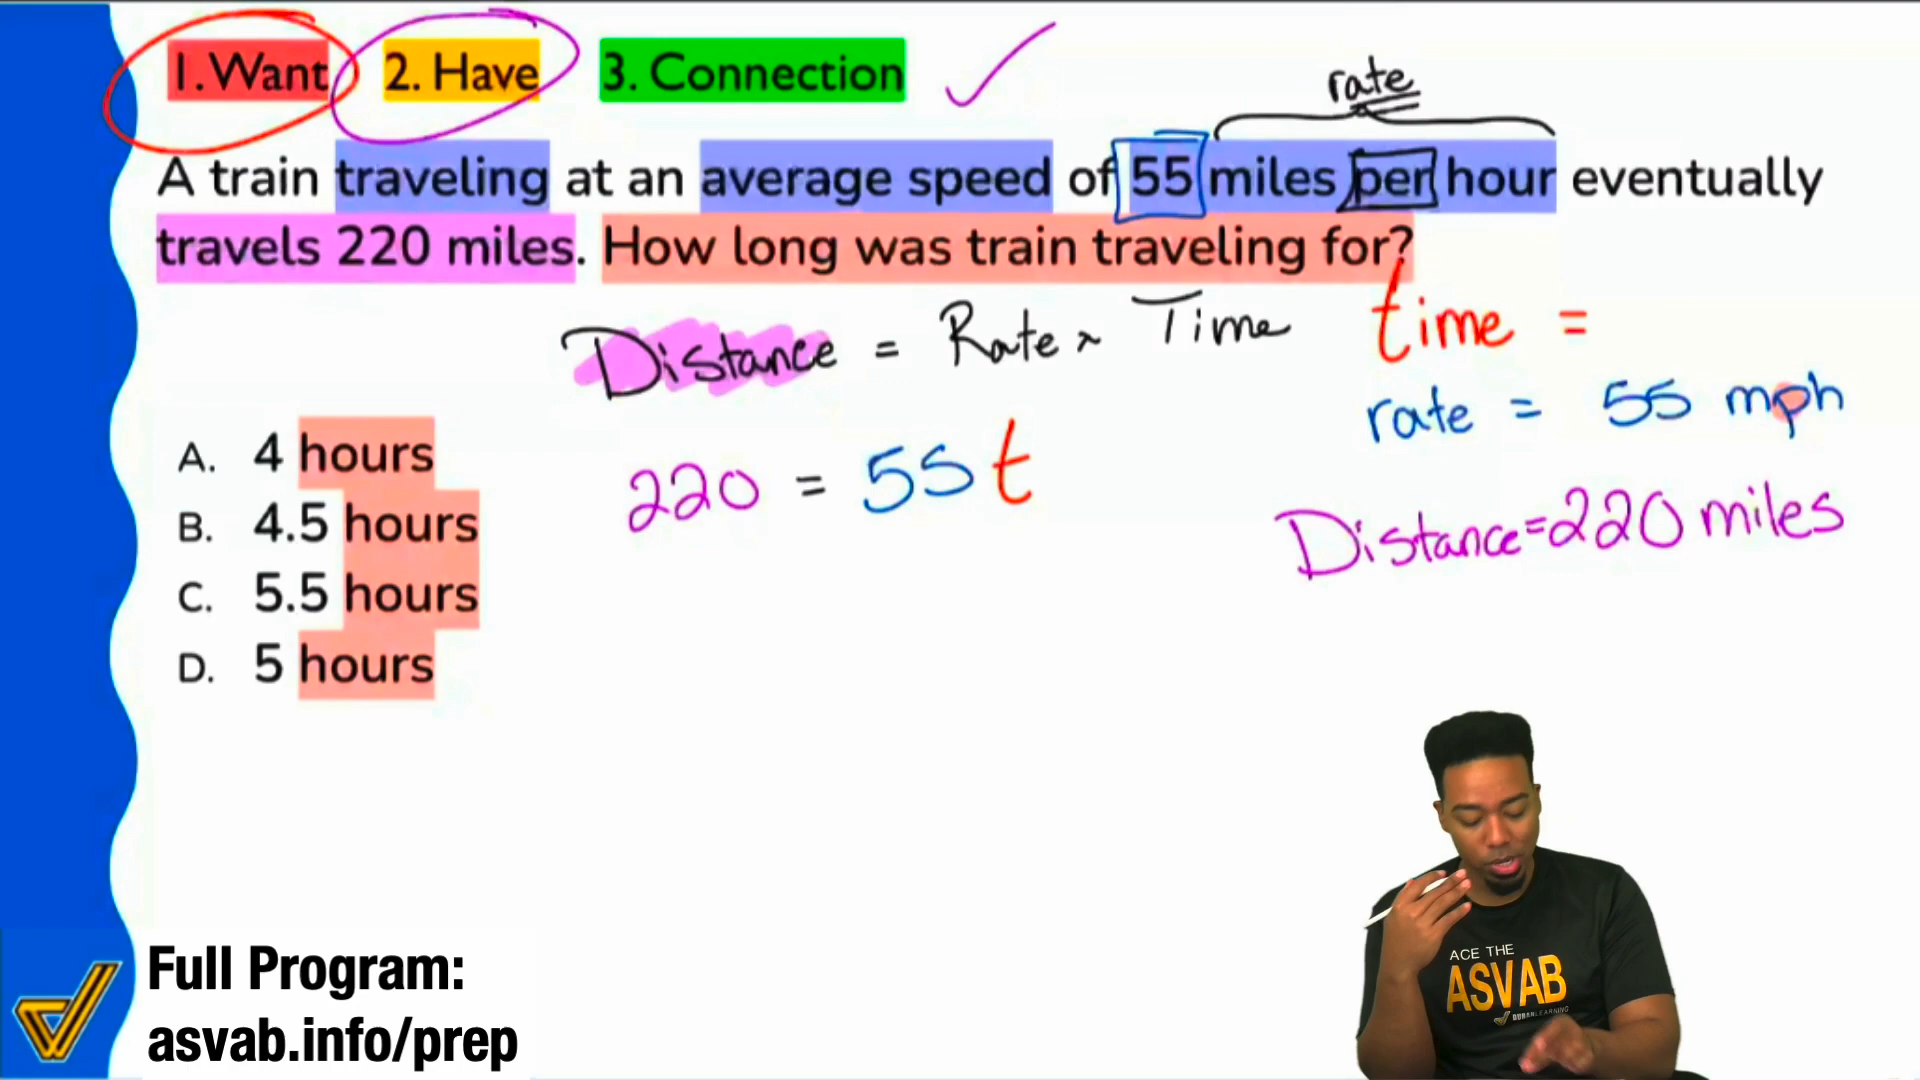 1. Want 2. Have 3. Connection
rate
A train traveling at an average speed of 55 miles per hour eventually
travels 220 miles. How long was train traveling for?
Distance = Rate × Time
time =
rate = 55 mph
A. 4 hours
220 = 55t
Distance = 220 miles
B. 4.5 hours
C. 5.5 hours
D. 5 hours
ACE THE
ASVAB
DUBERLEARNING
Full Program:
asvab.info/prep